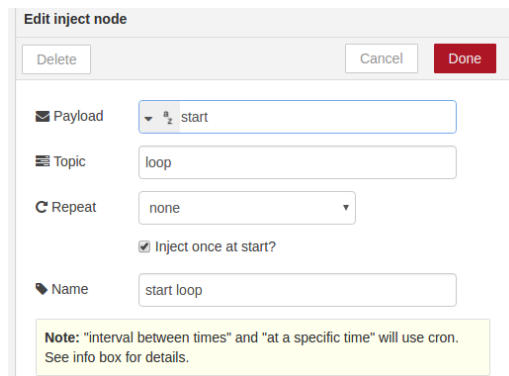 Edit inject node
Delete Cancel Done
Payload az start
Topic loop
Repeat none
Inject once at start?
Name start loop
Note: "interval between times" and "at a specific time" will use cron.
See info box for details.